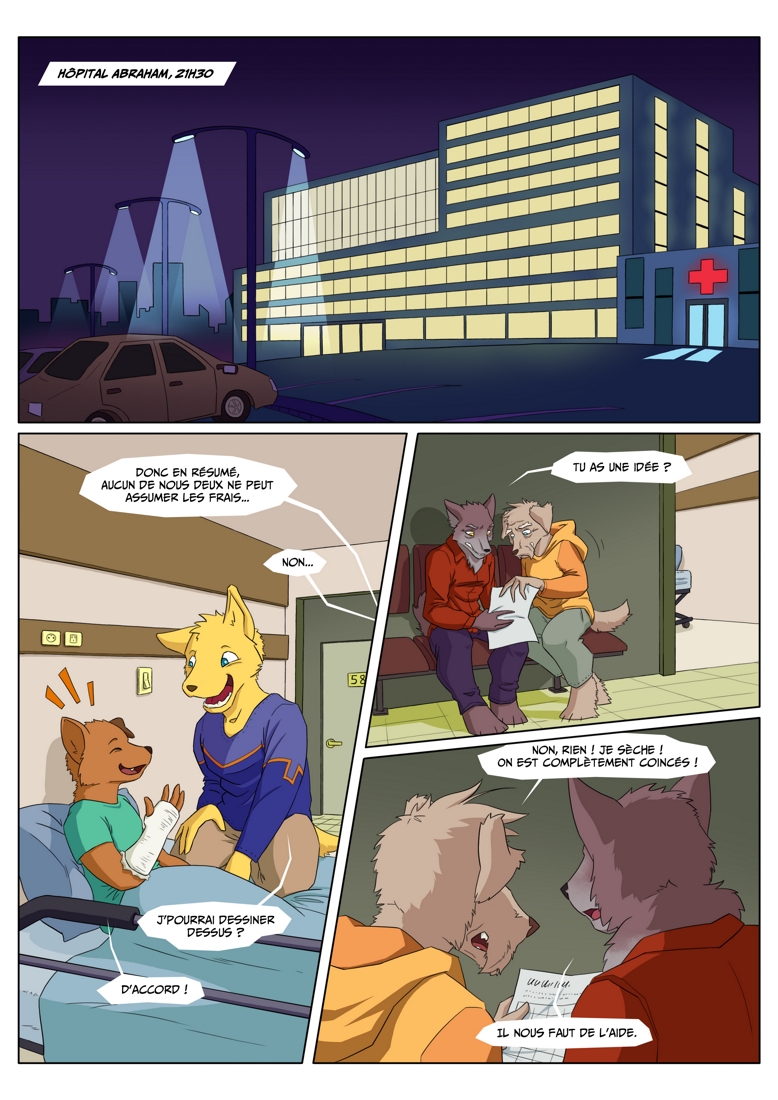 HÔPITAL ABRAHAM, 21H30
DONC EN RÉSUMÉ,
AUCUN DE NOUS DEUX NE PEUT
ASSUMER LES FRAIS...
NON...
58
J'POURRAI DESSINER
DESSUS ?
D'ACCORD !
TU AS UNE IDÉE ?
NON, RIEN ! JE SÈCHE !
ON EST COMPLÈTEMENT COINCÉS !
IL NOUS FAUT DE L'AIDE.